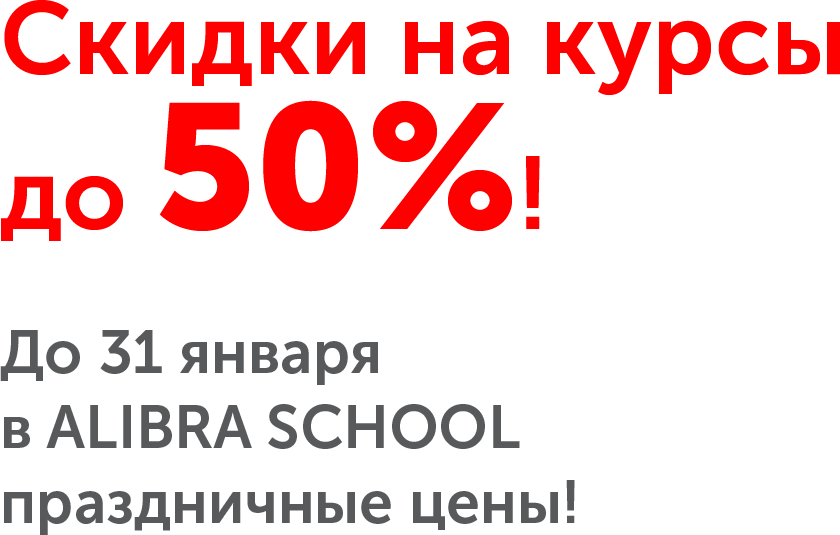 Скидки на курсы
до 50%!
До 31 января
в ALIBRA SCHOOL
праздничные цены!